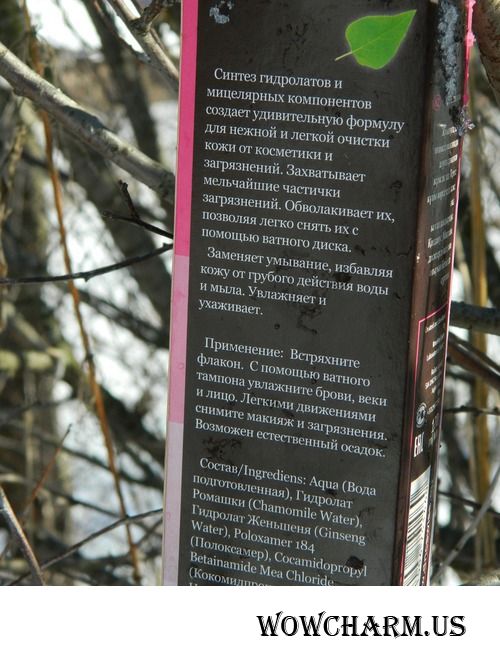 Синтез гидролатов и
мицелярных компонентов
создает удивительную формулу
для нежной и легкой очистки
кожи от косметики и
загрязнений. Захватывает
мельчайшие частички
загрязнений. Обволакивает их,
позволяя легко снять их с
помощью ватного диска.
Заменяет умывание, избавляя
кожу от грубого действия воды
и мыла. Увлажняет и
ухаживает.
Применение: Встряхните
флакон. С помощью ватного
тампона увлажните брови, веки
и лицо. Легкими движениями
снимите макияж и загрязнения.
Возможен естественный осадок.
Состав/Ingrediens: Aqua (Вода
подготовленная), Гидролат
Ромашки (Chamomile Water),
Гидролат Женьшеня (Ginseng
Water), Poloxamer 184
(Полоксамер), Cocamidopropyl
Betainamide Mea Chloride
EAC
WOWCHARM.US